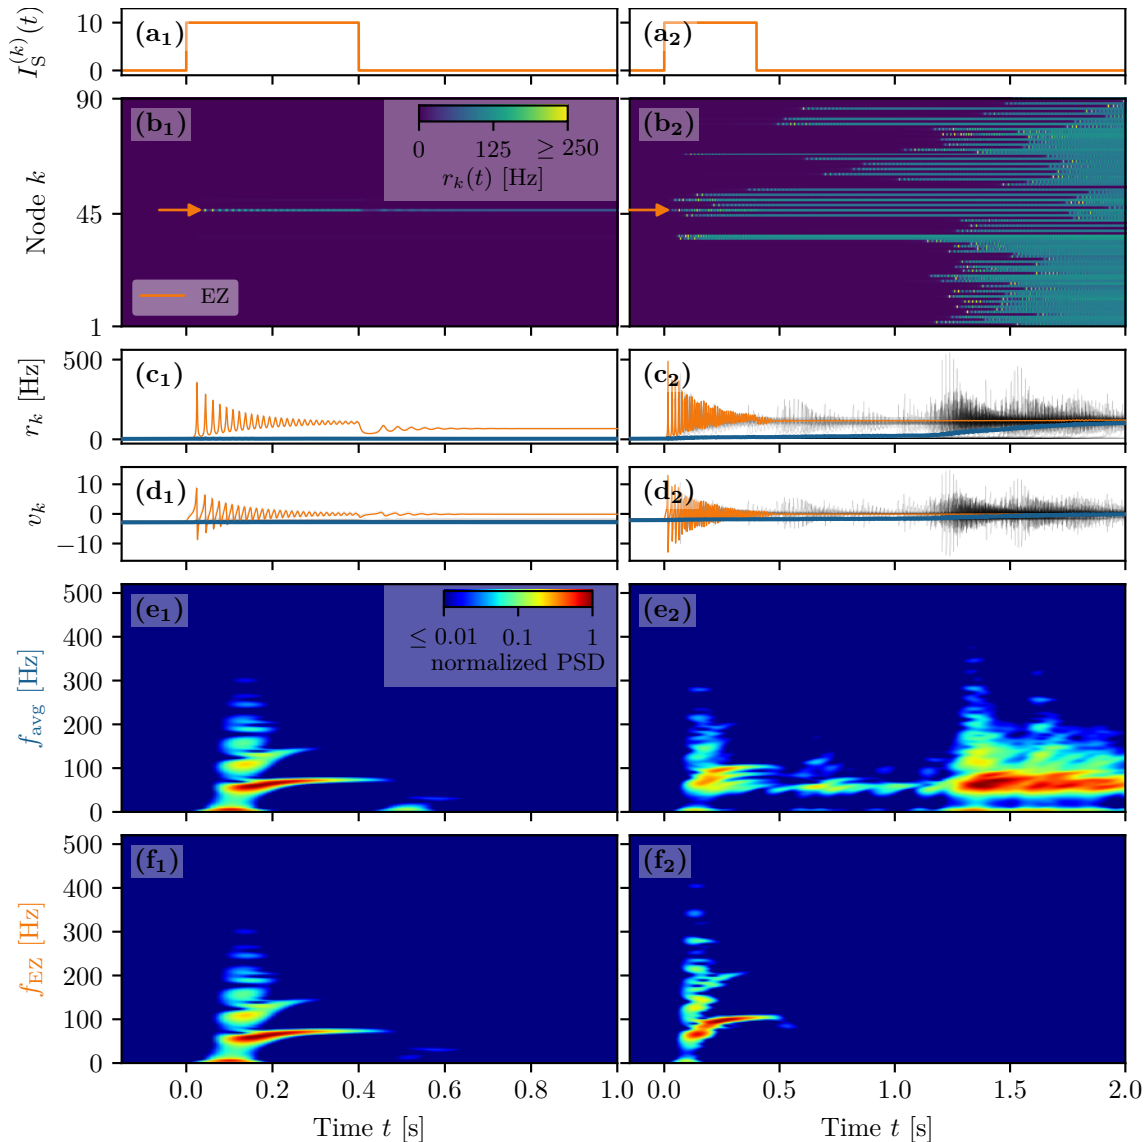 I_S^(k)(t)
10
0
(a₁)
(a₂)
Node k
90
45
1
(b₁)
0 125 ≥ 250
r_k(t) [Hz]
EZ
(b₂)
r_k [Hz]
500
0
(c₁)
(c₂)
v_k
10
0
−10
(d₁)
(d₂)
f_avg [Hz]
500
400
300
200
100
0
(e₁)
≤ 0.01 0.1 1
normalized PSD
(e₂)
f_EZ [Hz]
500
400
300
200
100
0
(f₁)
(f₂)
0.0 0.2 0.4 0.6 0.8 1.0
0.0 0.5 1.0 1.5 2.0
Time t [s]
Time t [s]